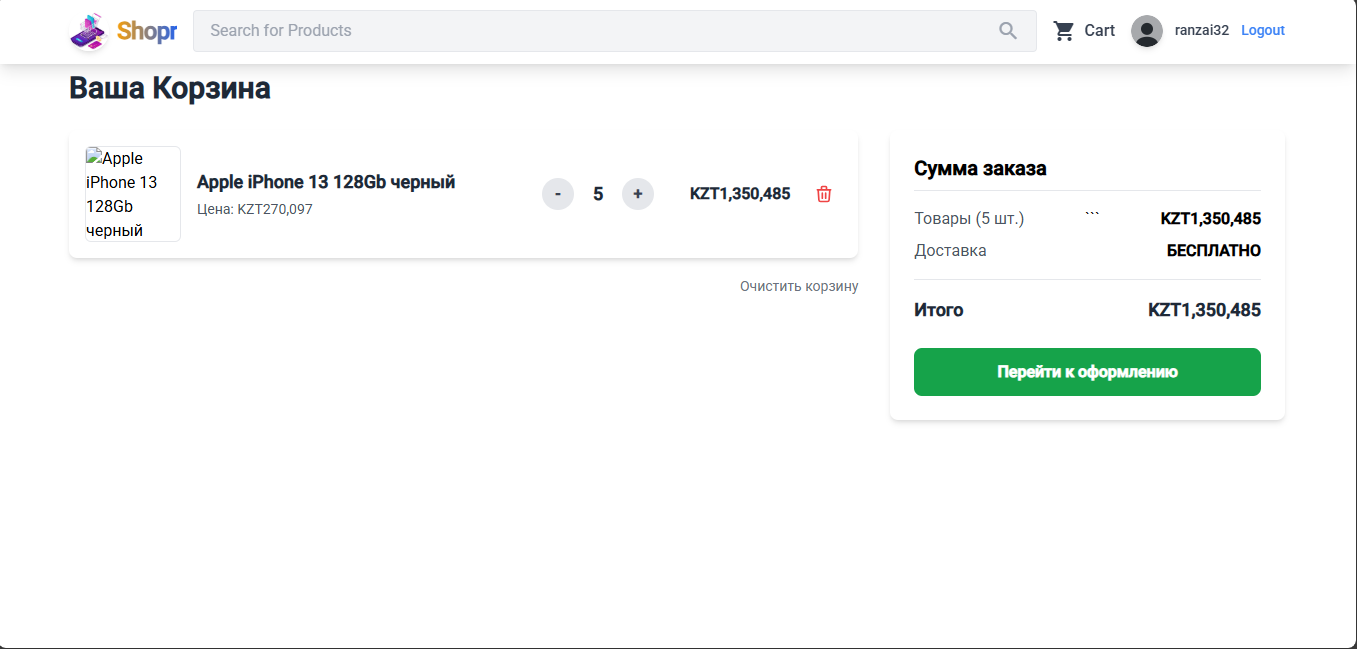 Shopr
Search for Products
Cart
ranzai32
Logout
Ваша Корзина
Apple
iPhone 13
128Gb
черный
Apple iPhone 13 128Gb черный
Цена: KZT270,097
-
5
+
KZT1,350,485
Очистить корзину
Сумма заказа
Товары (5 шт.) ``` KZT1,350,485
Доставка БЕСПЛАТНО
Итого KZT1,350,485
Перейти к оформлению